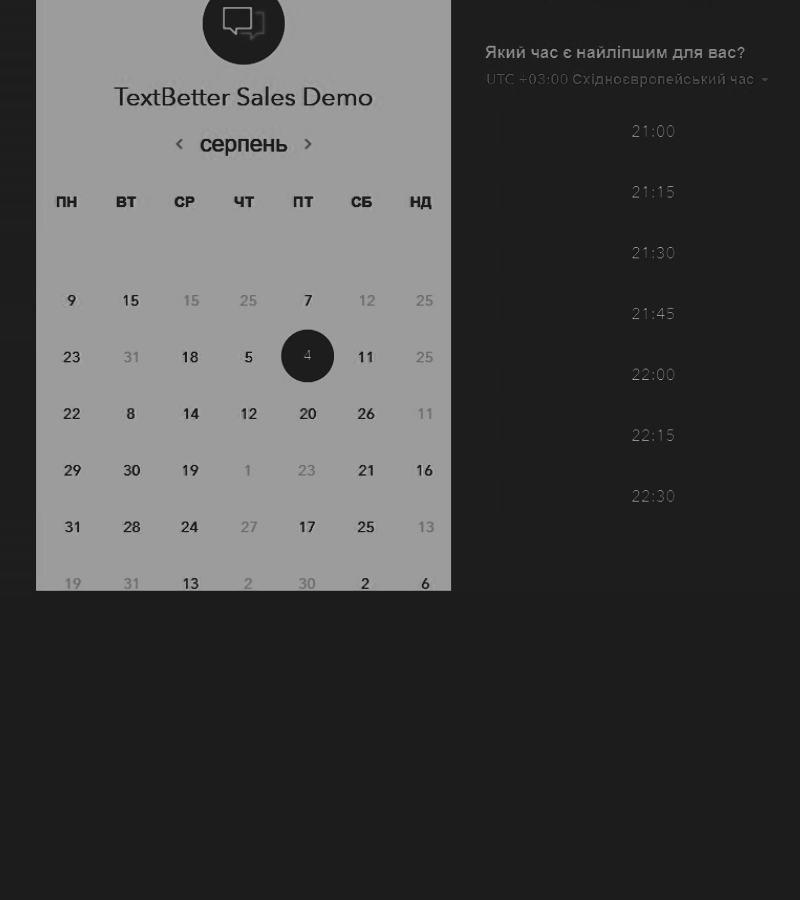 TextBetter Sales Demo
серпень
ПН ВТ СР ЧТ ПТ СБ НД
9 15 15 25 7 12 25
23 31 18 5 4 11 25
22 8 14 12 20 26 11
29 30 19 1 23 21 16
31 28 24 27 17 25 13
19 31 13 2 30 2 6
Який час є найліпшим для вас?
UTC +03:00 Східноєвропейський час
21:00
21:15
21:30
21:45
22:00
22:15
22:30